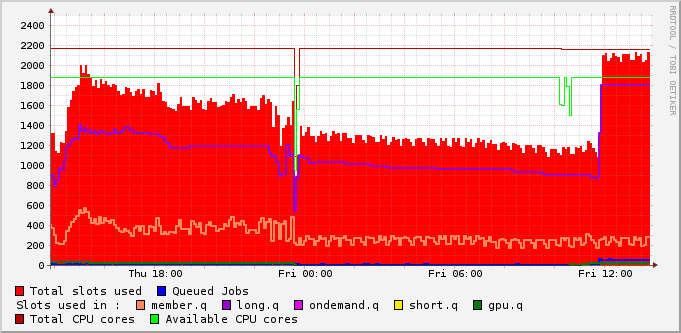 RRDTOOL / TOBI OETIKER
2400
2200
2000
1800
1600
1400
1200
1000
800
600
400
200
0
Thu 18:00 Fri 00:00 Fri 06:00 Fri 12:00
Total slots used Queued Jobs
Slots used in : member.q long.q ondemand.q short.q gpu.q
Total CPU cores Available CPU cores